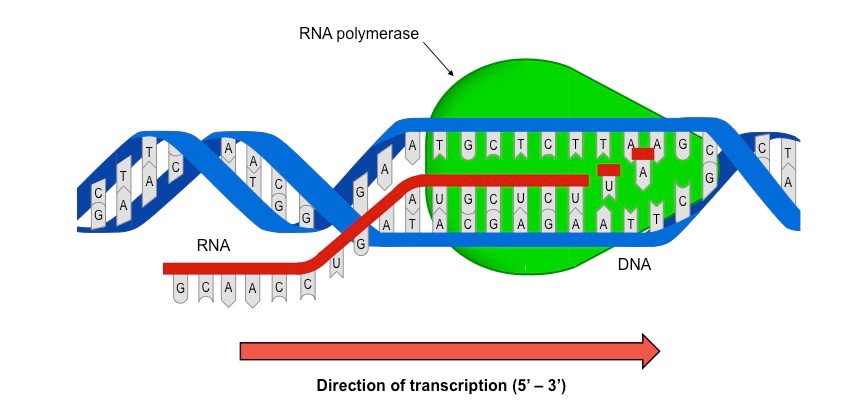 RNA polymerase
A T G C T C T T A A G C
T T C A A C G A C T
C T A A T G A G A U G
G A A U G C U C U A G A
G A T A C G A G A A T T C
RNA
G C A A C C U G
DNA
Direction of transcription (5’ – 3’)